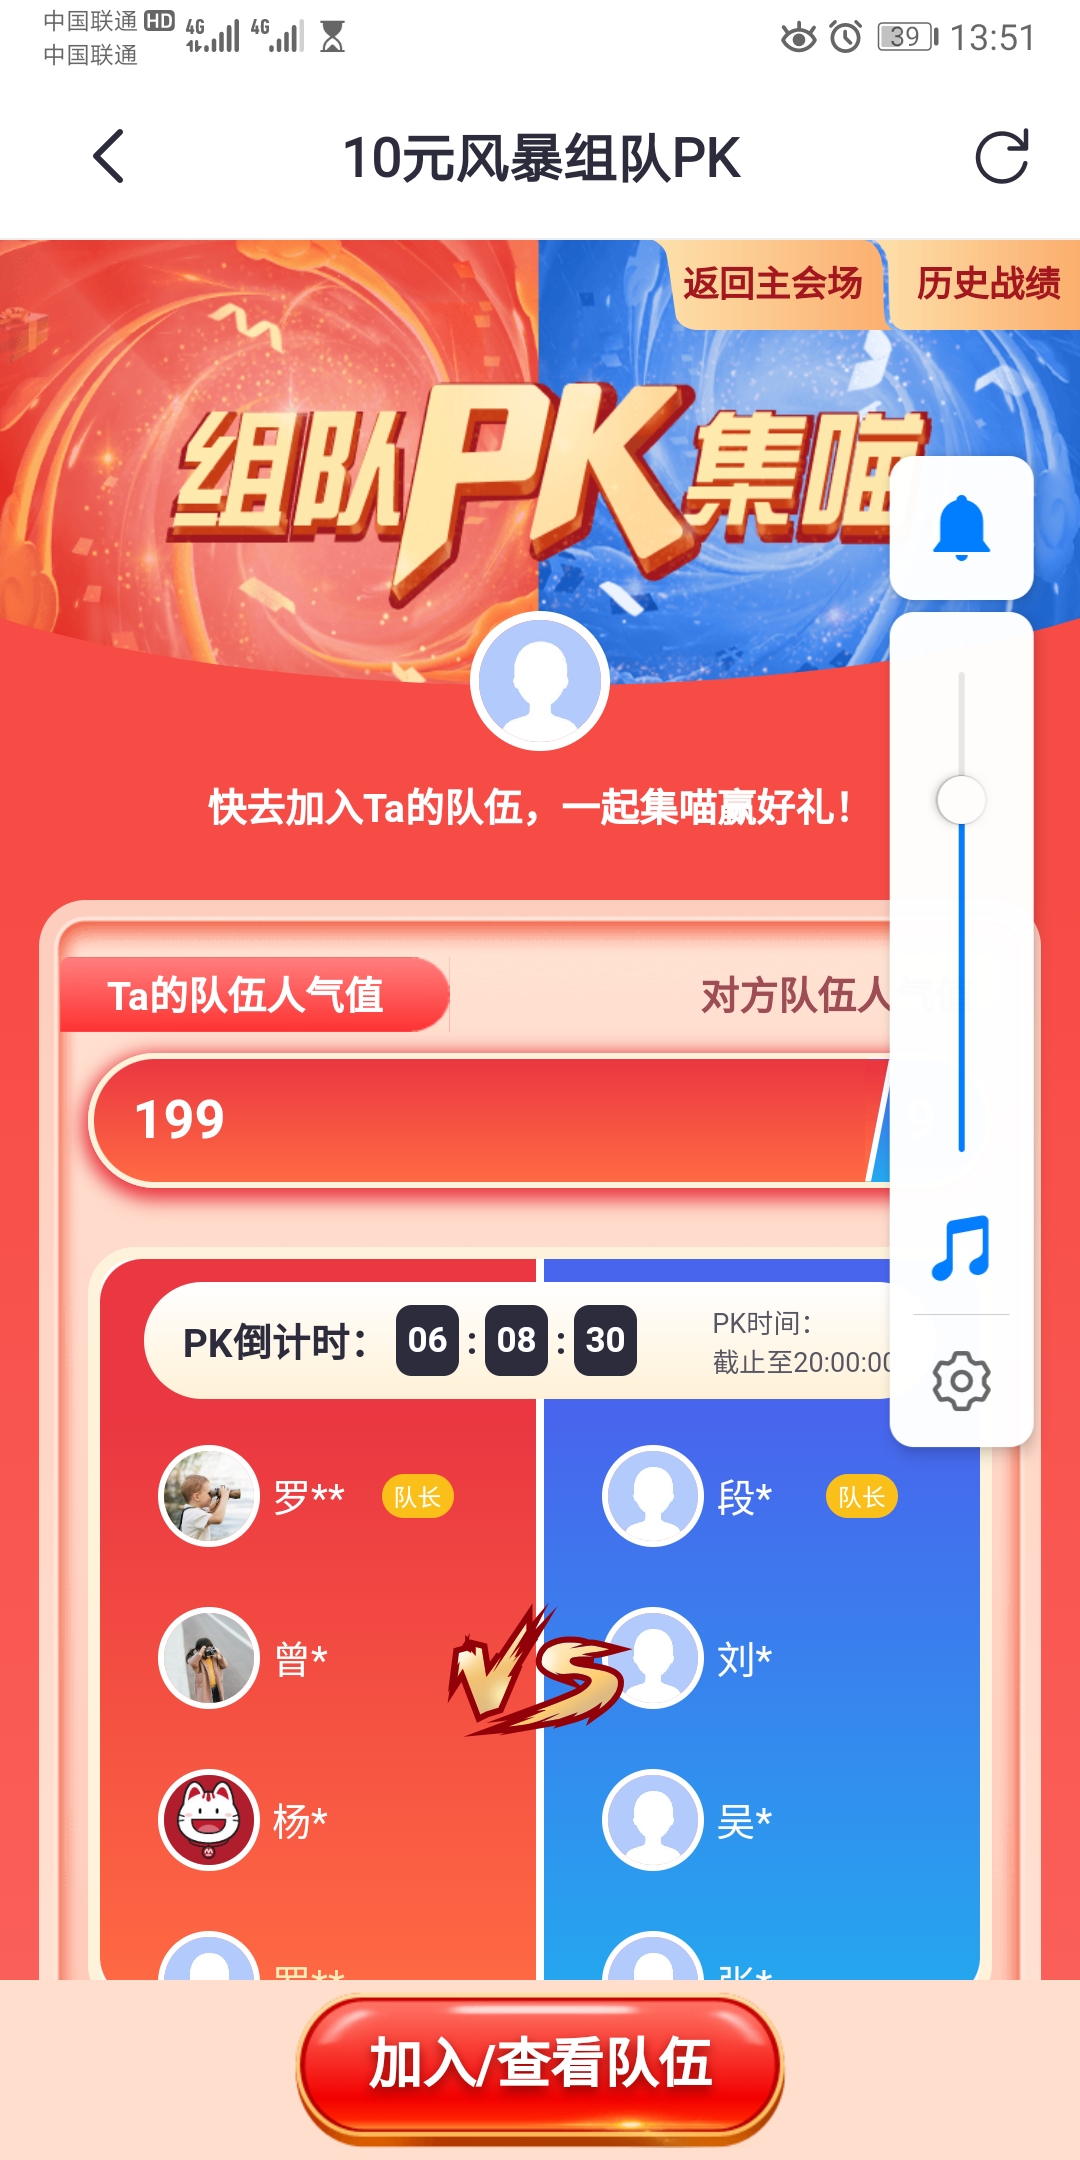 中国联通 HD 4G 4G 39 13:51
中国联通
10元风暴组队PK
返回主会场 历史战绩
组队PK集喵
快去加入Ta的队伍，一起集喵赢好礼！
Ta的队伍人气值 对方队伍人气
199 9
PK倒计时： 06 : 08 : 30
PK时间：
截止至20:00:00
罗** 队长 段* 队长
曾* 刘*
VS
杨* 吴*
罗** 张*
加入/查看队伍